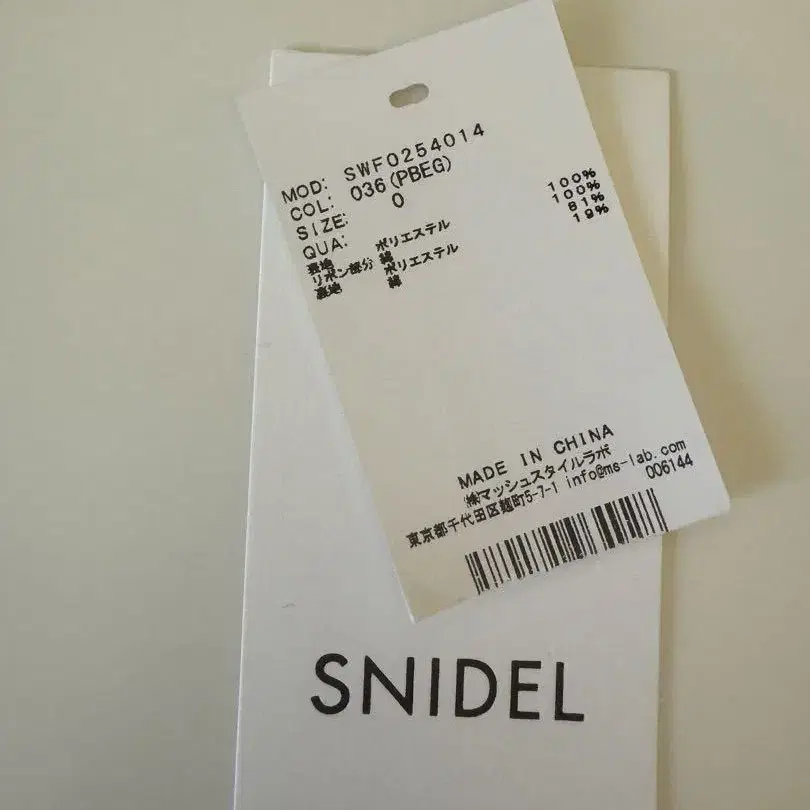 MOD: SWFO254014
COL: 036(PBEG)
SIZE: 0
QUA:
表地 ポリエステル 100%
リボン部分 綿 100%
裏地 ポリエステル 81%
綿 19%
MADE IN CHINA
㈱マッシュスタイルラボ
東京都千代田区麹町5-7-1 info@ms-lab.com
006144
SNIDEL